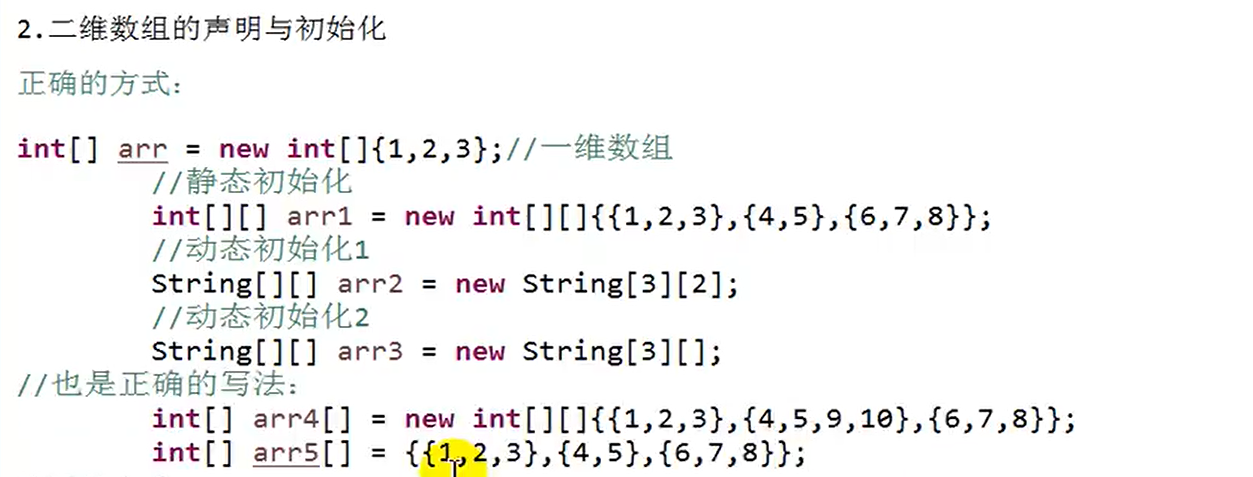 2.二维数组的声明与初始化
正确的方式：
int[] arr = new int[]{1,2,3};//一维数组
//静态初始化
int[][] arr1 = new int[][]{{1,2,3},{4,5},{6,7,8}};
//动态初始化1
String[][] arr2 = new String[3][2];
//动态初始化2
String[][] arr3 = new String[3][];
//也是正确的写法：
int[] arr4[] = new int[][]{{1,2,3},{4,5,9,10},{6,7,8}};
int[] arr5[] = {{1,2,3},{4,5},{6,7,8}};